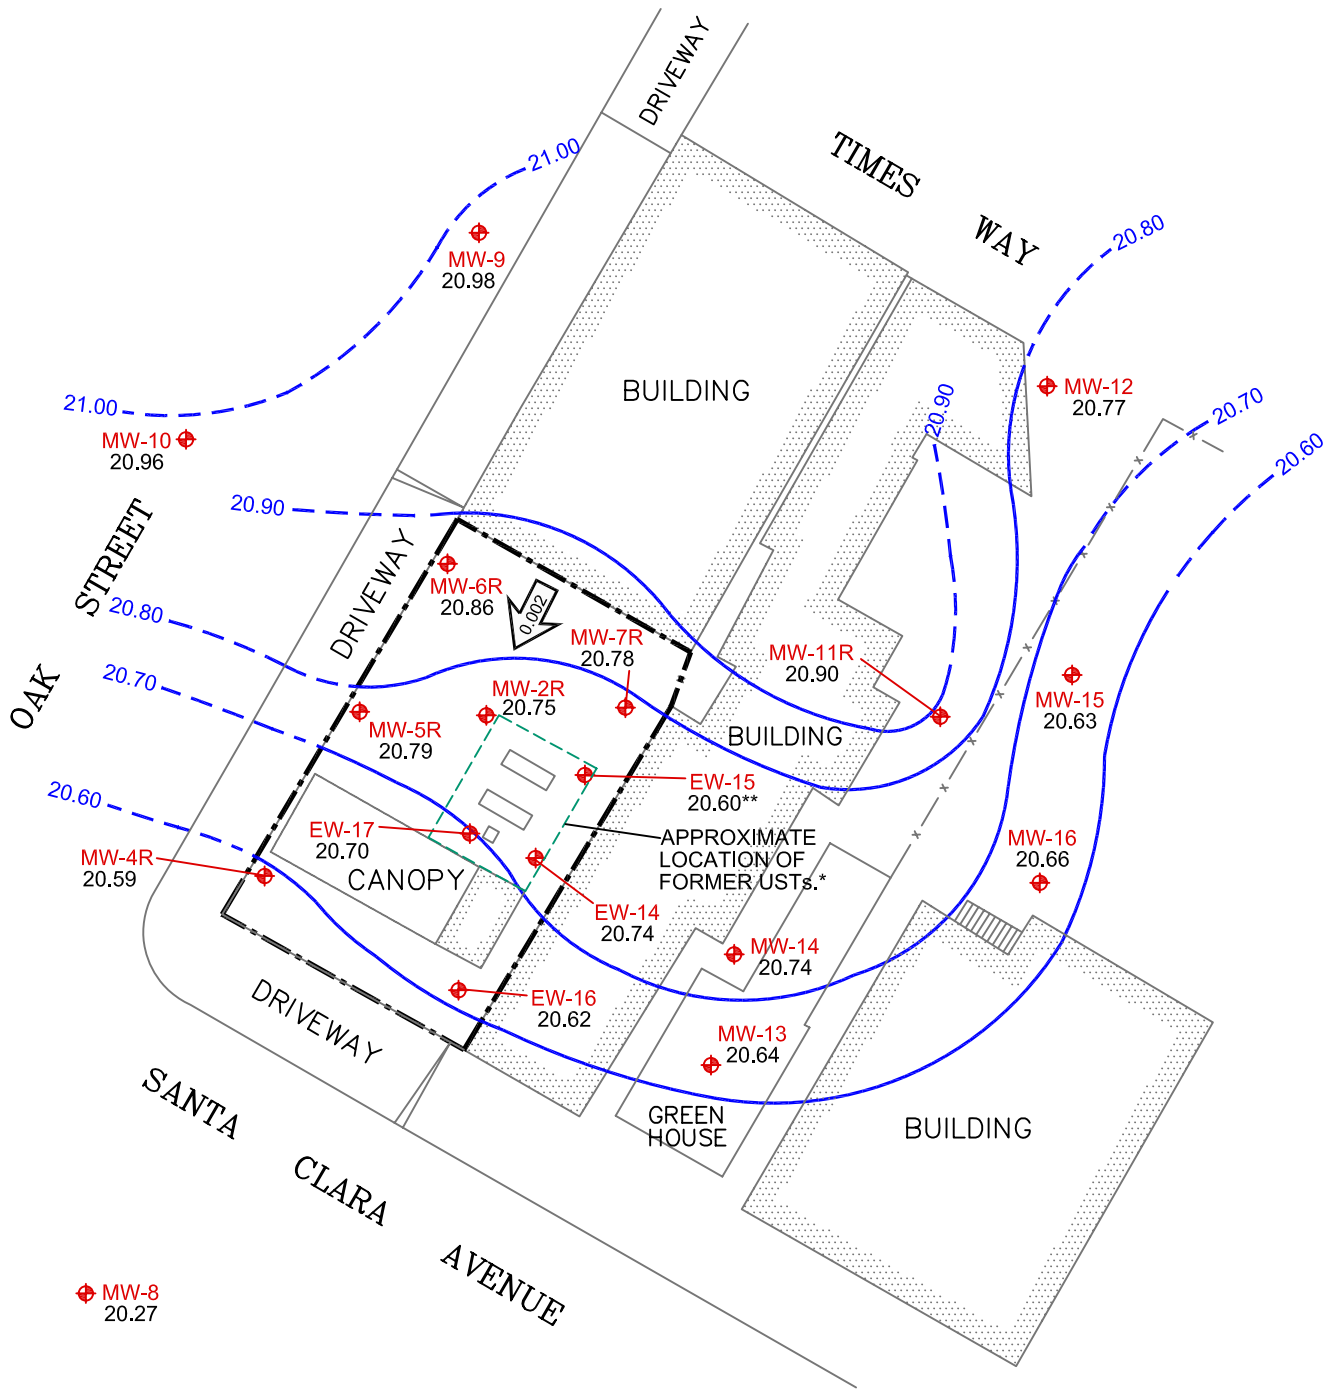 DRIVEWAY
21.00
TIMES
WAY
20.80
MW-9
20.98
BUILDING
MW-12
20.77
20.90
20.70
21.00
20.60
MW-10
20.96
20.90
STREET
DRIVEWAY
MW-6R
20.86
0.002
20.80
MW-7R
20.78
MW-11R
20.90
20.70
OAK
MW-2R
20.75
MW-5R
20.79
MW-15
20.63
BUILDING
20.60
EW-15
20.60**
EW-17
20.70
APPROXIMATE
LOCATION OF
FORMER USTs.*
MW-16
20.66
MW-4R
20.59
CANOPY
EW-14
20.74
MW-14
20.74
DRIVEWAY
EW-16
20.62
MW-13
20.64
SANTA
GREEN
HOUSE
BUILDING
CLARA
AVENUE
MW-8
20.27